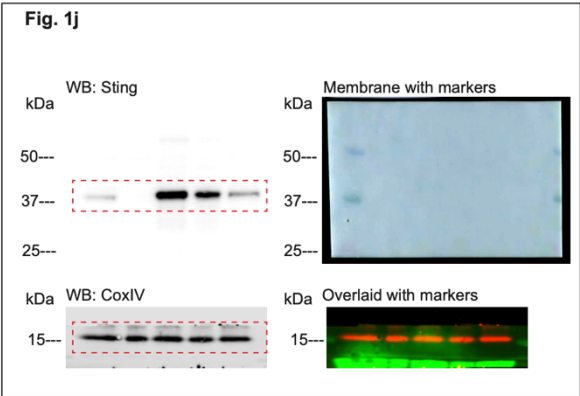 Fig. 1j
WB: Sting
Membrane with markers
kDa
kDa
50---
50---
37---
37---
25---
25---
kDa WB: CoxIV
kDa Overlaid with markers
15---
15---